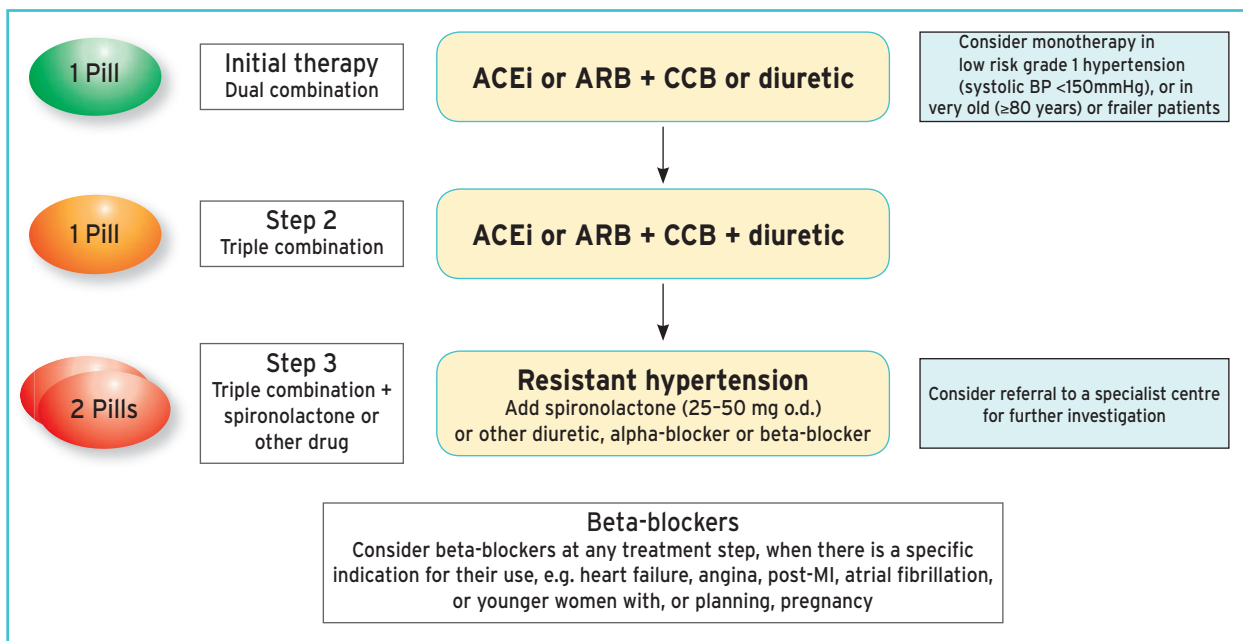 1 Pill
Initial therapy
Dual combination
ACEi or ARB + CCB or diuretic
Consider monotherapy in
low risk grade 1 hypertension
(systolic BP <150mmHg), or in
very old (≥80 years) or frailer patients
1 Pill
Step 2
Triple combination
ACEi or ARB + CCB + diuretic
2 Pills
Step 3
Triple combination +
spironolactone or
other drug
Resistant hypertension
Add spironolactone (25–50 mg o.d.)
or other diuretic, alpha-blocker or beta-blocker
Consider referral to a specialist centre
for further investigation
Beta-blockers
Consider beta-blockers at any treatment step, when there is a specific
indication for their use, e.g. heart failure, angina, post-MI, atrial fibrillation,
or younger women with, or planning, pregnancy